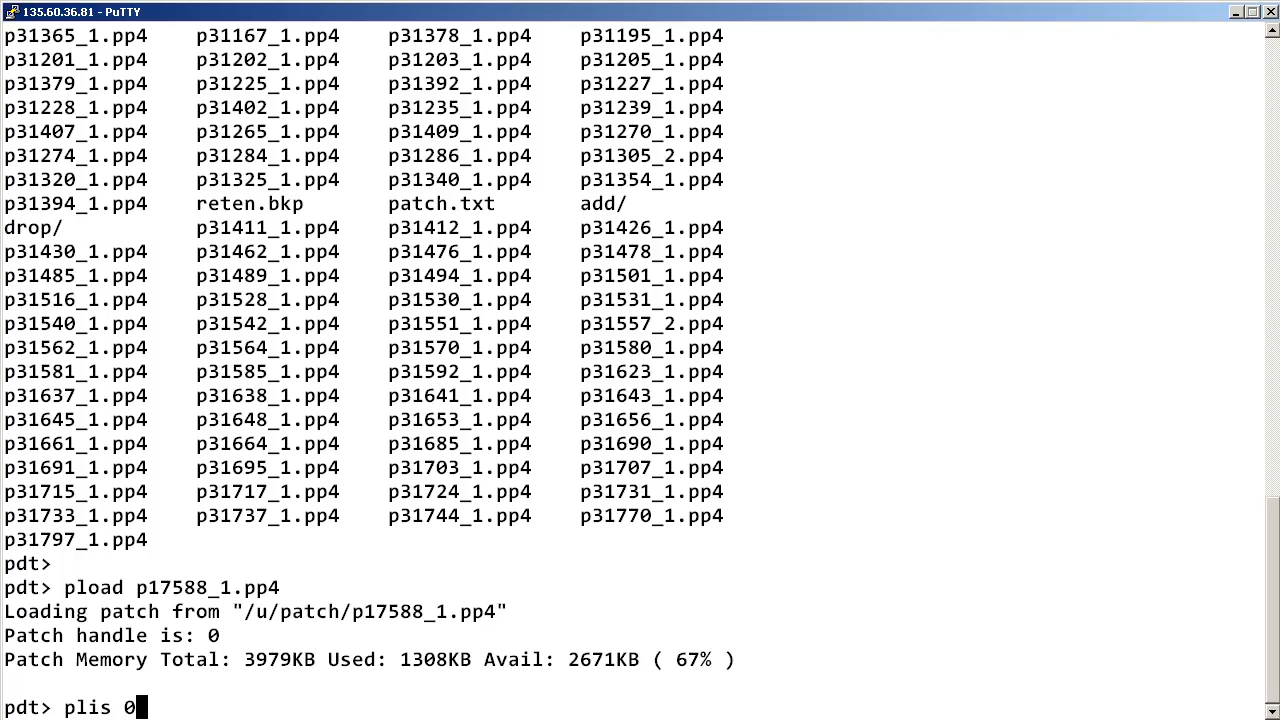 135.60.36.81 - PuTTY
p31365_1.pp4 p31167_1.pp4 p31378_1.pp4 p31195_1.pp4
p31201_1.pp4 p31202_1.pp4 p31203_1.pp4 p31205_1.pp4
p31379_1.pp4 p31225_1.pp4 p31392_1.pp4 p31227_1.pp4
p31228_1.pp4 p31402_1.pp4 p31235_1.pp4 p31239_1.pp4
p31407_1.pp4 p31265_1.pp4 p31409_1.pp4 p31270_1.pp4
p31274_1.pp4 p31284_1.pp4 p31286_1.pp4 p31305_2.pp4
p31320_1.pp4 p31325_1.pp4 p31340_1.pp4 p31354_1.pp4
p31394_1.pp4 reten.bkp patch.txt add/
drop/ p31411_1.pp4 p31412_1.pp4 p31426_1.pp4
p31430_1.pp4 p31462_1.pp4 p31476_1.pp4 p31478_1.pp4
p31485_1.pp4 p31489_1.pp4 p31494_1.pp4 p31501_1.pp4
p31516_1.pp4 p31528_1.pp4 p31530_1.pp4 p31531_1.pp4
p31540_1.pp4 p31542_1.pp4 p31551_1.pp4 p31557_2.pp4
p31562_1.pp4 p31564_1.pp4 p31570_1.pp4 p31580_1.pp4
p31581_1.pp4 p31585_1.pp4 p31592_1.pp4 p31623_1.pp4
p31637_1.pp4 p31638_1.pp4 p31641_1.pp4 p31643_1.pp4
p31645_1.pp4 p31648_1.pp4 p31653_1.pp4 p31656_1.pp4
p31661_1.pp4 p31664_1.pp4 p31685_1.pp4 p31690_1.pp4
p31691_1.pp4 p31695_1.pp4 p31703_1.pp4 p31707_1.pp4
p31715_1.pp4 p31717_1.pp4 p31724_1.pp4 p31731_1.pp4
p31733_1.pp4 p31737_1.pp4 p31744_1.pp4 p31770_1.pp4
p31797_1.pp4
pdt>
pdt> pload p17588_1.pp4
Loading patch from "/u/patch/p17588_1.pp4"
Patch handle is: 0
Patch Memory Total: 3979KB Used: 1308KB Avail: 2671KB ( 67% )
pdt> plis 0